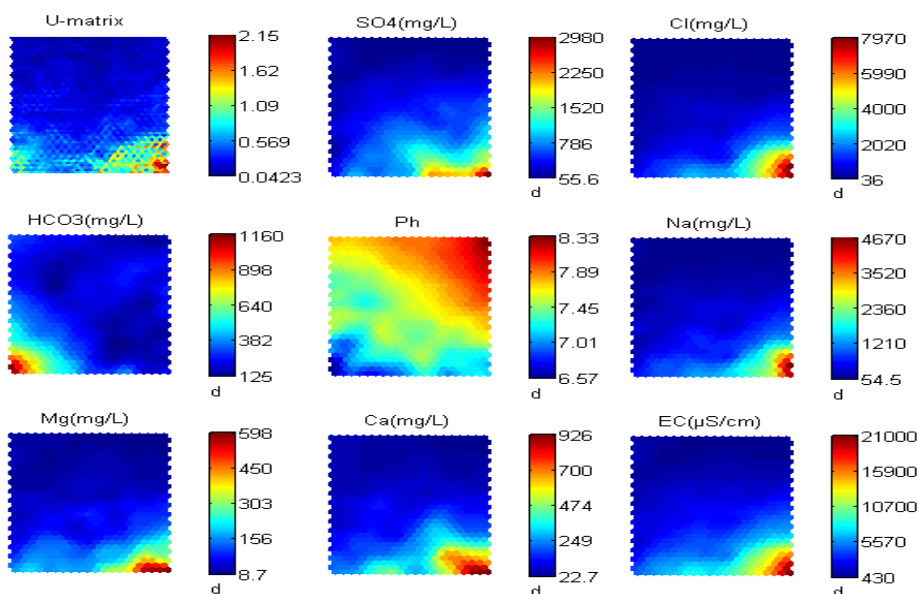 U-matrix
2.15
1.62
1.09
0.569
0.0423
SO4(mg/L)
2980
2250
1520
786
55.6
d
Cl(mg/L)
7970
5990
4000
2020
36
d
HCO3(mg/L)
1160
898
640
382
125
d
Ph
8.33
7.89
7.45
7.01
6.57
d
Na(mg/L)
4670
3520
2360
1210
54.5
d
Mg(mg/L)
598
450
303
156
8.7
d
Ca(mg/L)
926
700
474
249
22.7
d
EC(µS/cm)
21000
15900
10700
5570
430
d